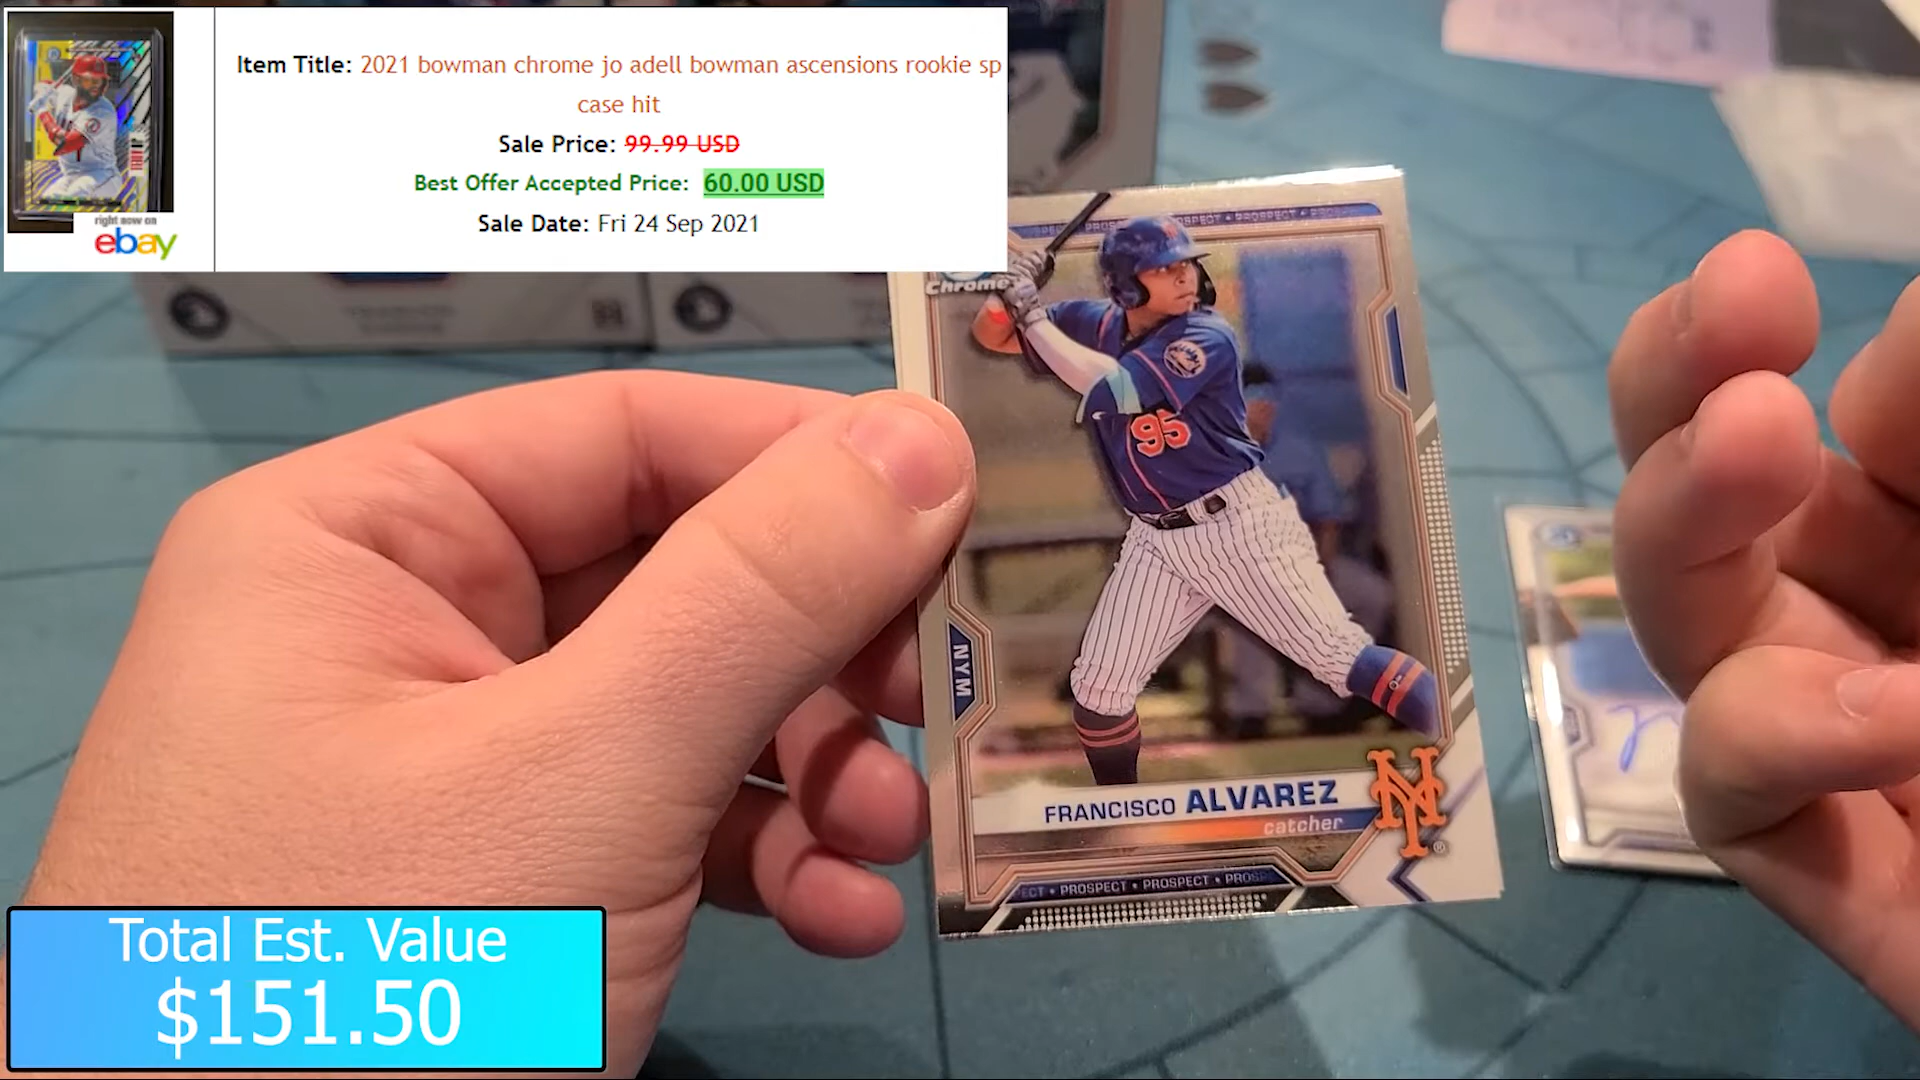 Item Title: 2021 bowman chrome jo adell bowman ascensions rookie sp
case hit
Sale Price: 99.99 USD
Best Offer Accepted Price: 60.00 USD
Sale Date: Fri 24 Sep 2021
right now on
ebay
Chrome
95
NYM
FRANCISCO ALVAREZ
catcher
NY
PROSPECT • PROSPECT
Total Est. Value
$151.50